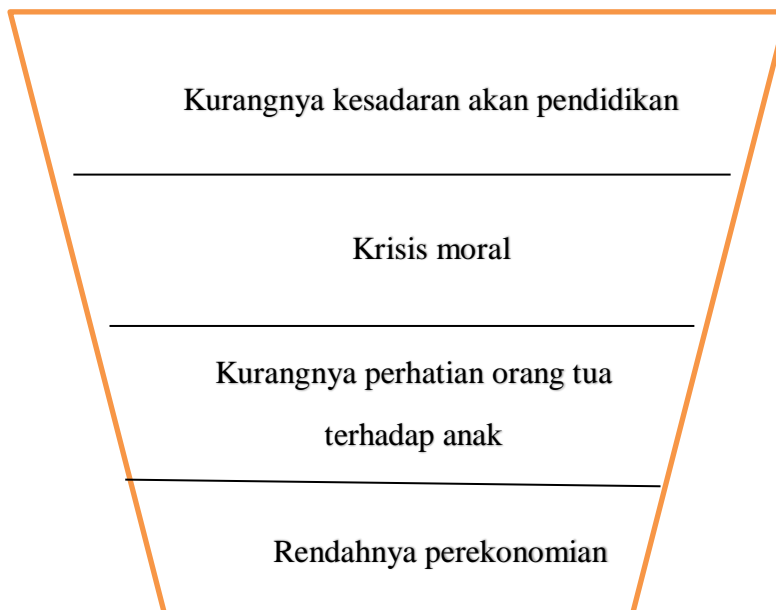 Kurangnya kesadaran akan pendidikan
Krisis moral
Kurangnya perhatian orang tua
terhadap anak
Rendahnya perekonomian